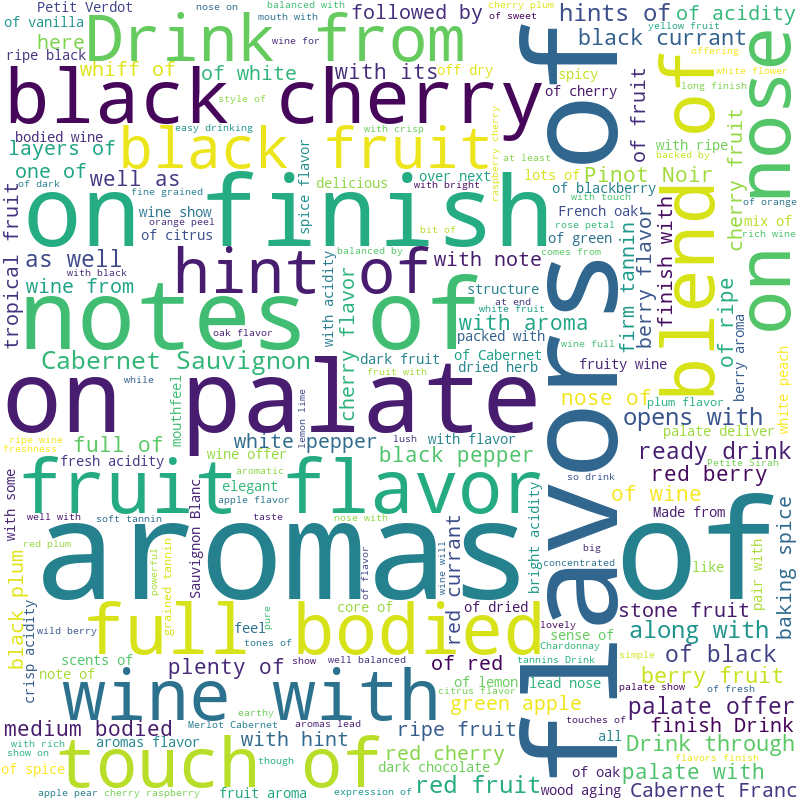 Petit Verdot
nose on
balanced with
cherry plum
of vanilla
mouth with
followed by
of sweet
hints of
of acidity
here
Drink from
wine for
yellow fruit
offering
ripe black
whiff of
of white
with its
off dry
black currant
white flower
spicy
long finish
black cherry
style of
of cherry
of fruit
backed by
bodied wine
easy drinking
with crisp
layers of
black fruit
at least
raspberry cherry
with ripe
cherry fruit
one of
well as
over next
lots of
Pinot Noir
of dark
fine grained
delicious
with bright
of blackberry
with touch
of orange
spice flavor
on finish
wine show
orange peel
of citrus
bit of
French oak
rose petal
of green
mix of
rich wine
on nose
blend of
flavors of
tropical fruit
as well
with black
wine from
hint of
balanced by
with note
comes from
structure
at end
white fruit
firm tannin
berry flavor
finish with
notes of
oak flavor
with acidity
with aroma
packed with
wine full
of ripe
berry aroma
white peach
Cabernet Sauvignon
cherry flavor
dark fruit
fruit with
of Cabernet
dried herb
fruity wine
on palate
while
mouthfeel
lemon lime
nose of
plum flavor
opens with
palate deliver
ripe wine
freshness
full of
white pepper
lush
with flavor
fresh acidity
wine offer
black pepper
so drink
ready drink
Petite Sirah
red berry
aromatic
elegant
apple flavor
fruit flavor
with some
Sauvignon Blanc
of wine
Made from
well with
soft tannin
taste
nose with
bright acidity
big
concentrated
like
pair with
baking spice
red plum
aromas of
black plum
powerful
grained tannin
of flavor
wine will
red currant
crisp acidity
wild berry
full bodied
pure
core of
of dried
stone fruit
feel
tones of
lovely
sense of
along with
scents of
note of
plenty of
show
well balanced
of red
Chardonnay
tannins Drink
simple
of black
wine with
of lemon
lead nose
berry fruit
citrus flavor
green apple
palate show
of fresh
earthy
Merlot Cabernet
aromas lead
touches of
palate offer
medium bodied
with hint
ripe fruit
all
finish Drink
with rich
show on
aromas flavor
touch of
though
red cherry
Drink through
flavors finish
of spice
dark chocolate
of oak
palate with
apple pear
cherry raspberry
fruit aroma
expression of
red fruit
wood aging
Cabernet Franc